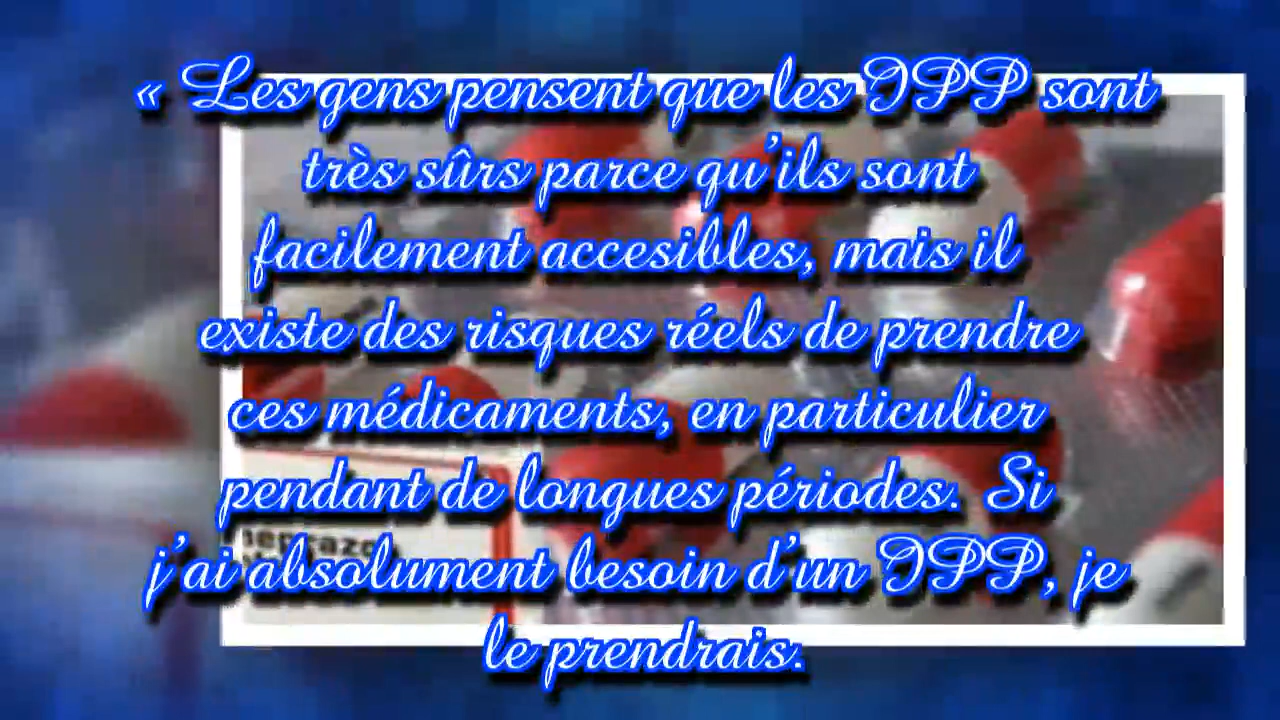 « Les gens pensent que les IPP sont
très sûrs parce qu’ils sont
facilement accesibles, mais il
existe des risques réels de prendre
ces médicaments, en particulier
pendant de longues périodes. Si
j’ai absolument besoin d’un IPP, je
le prendrais.